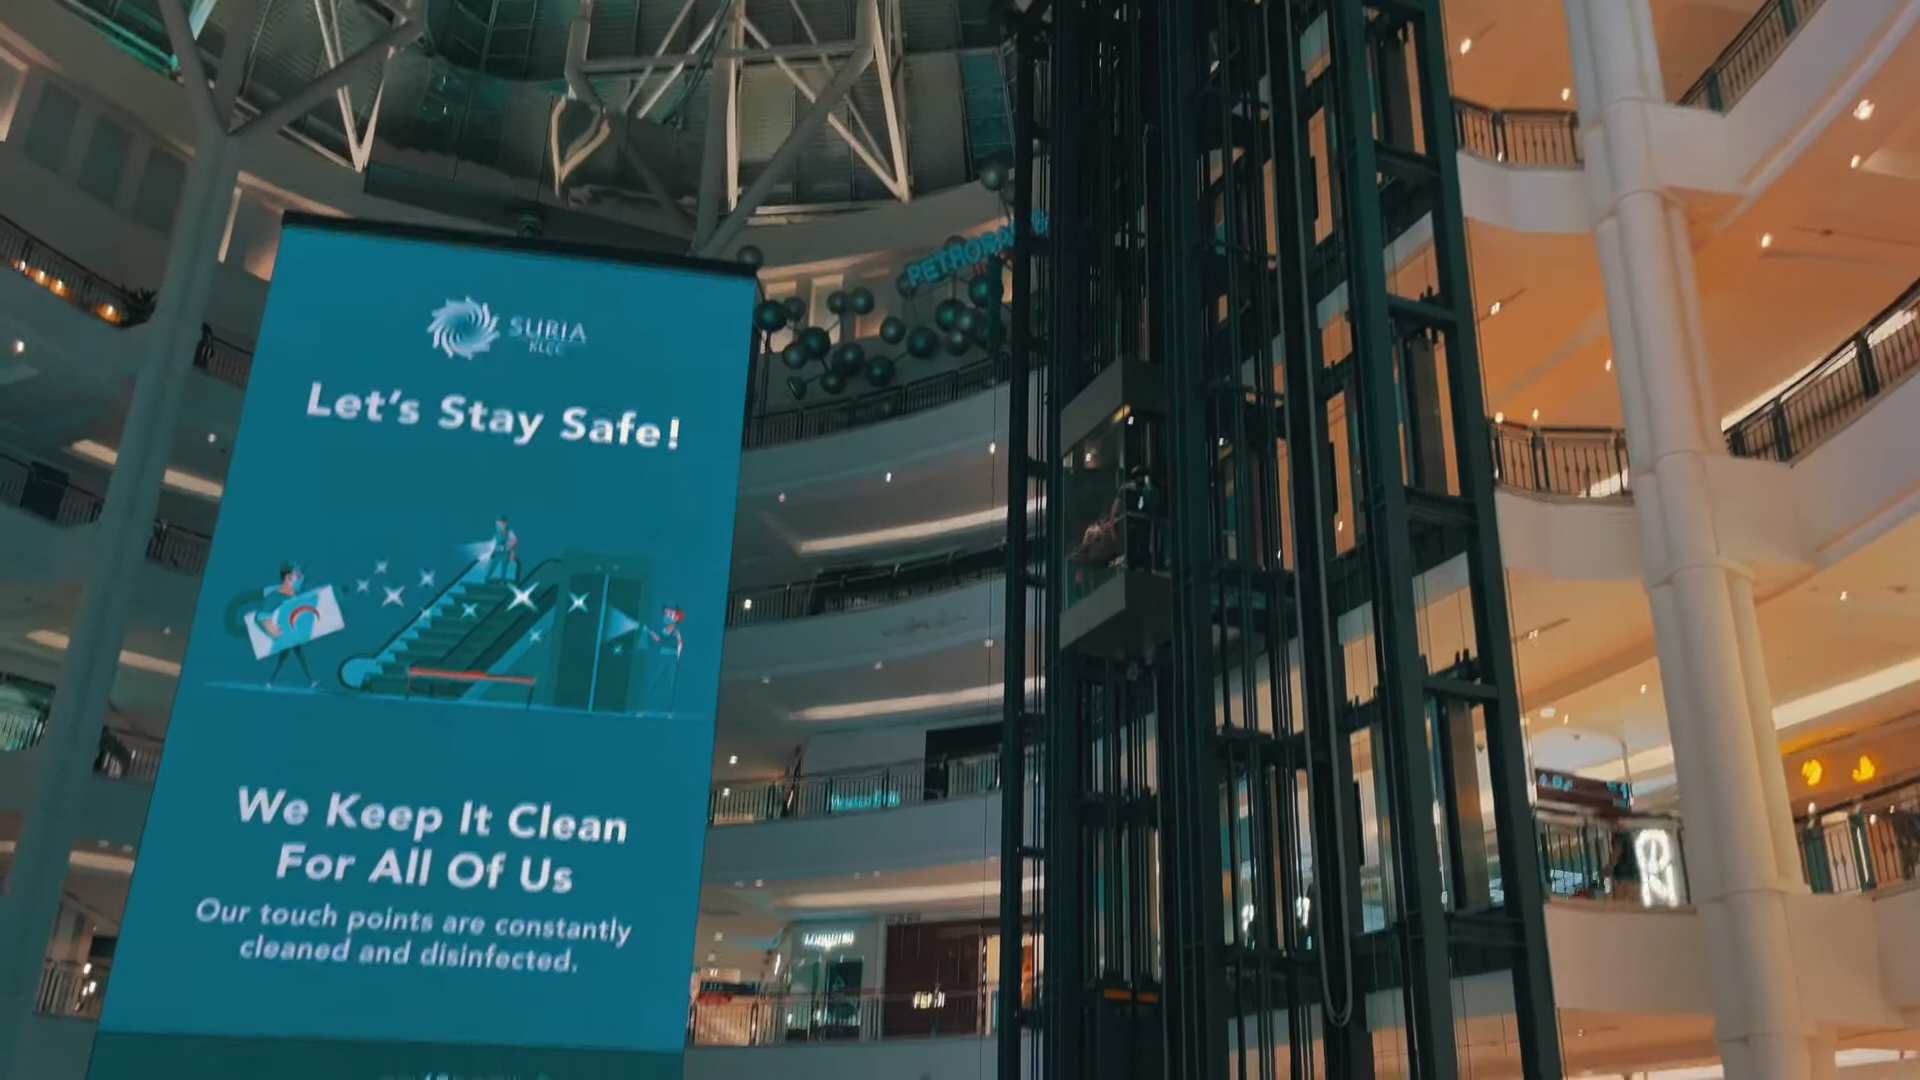 SURIA
KLCC
Let's Stay Safe!
We Keep It Clean
For All Of Us
Our touch points are constantly
cleaned and disinfected.